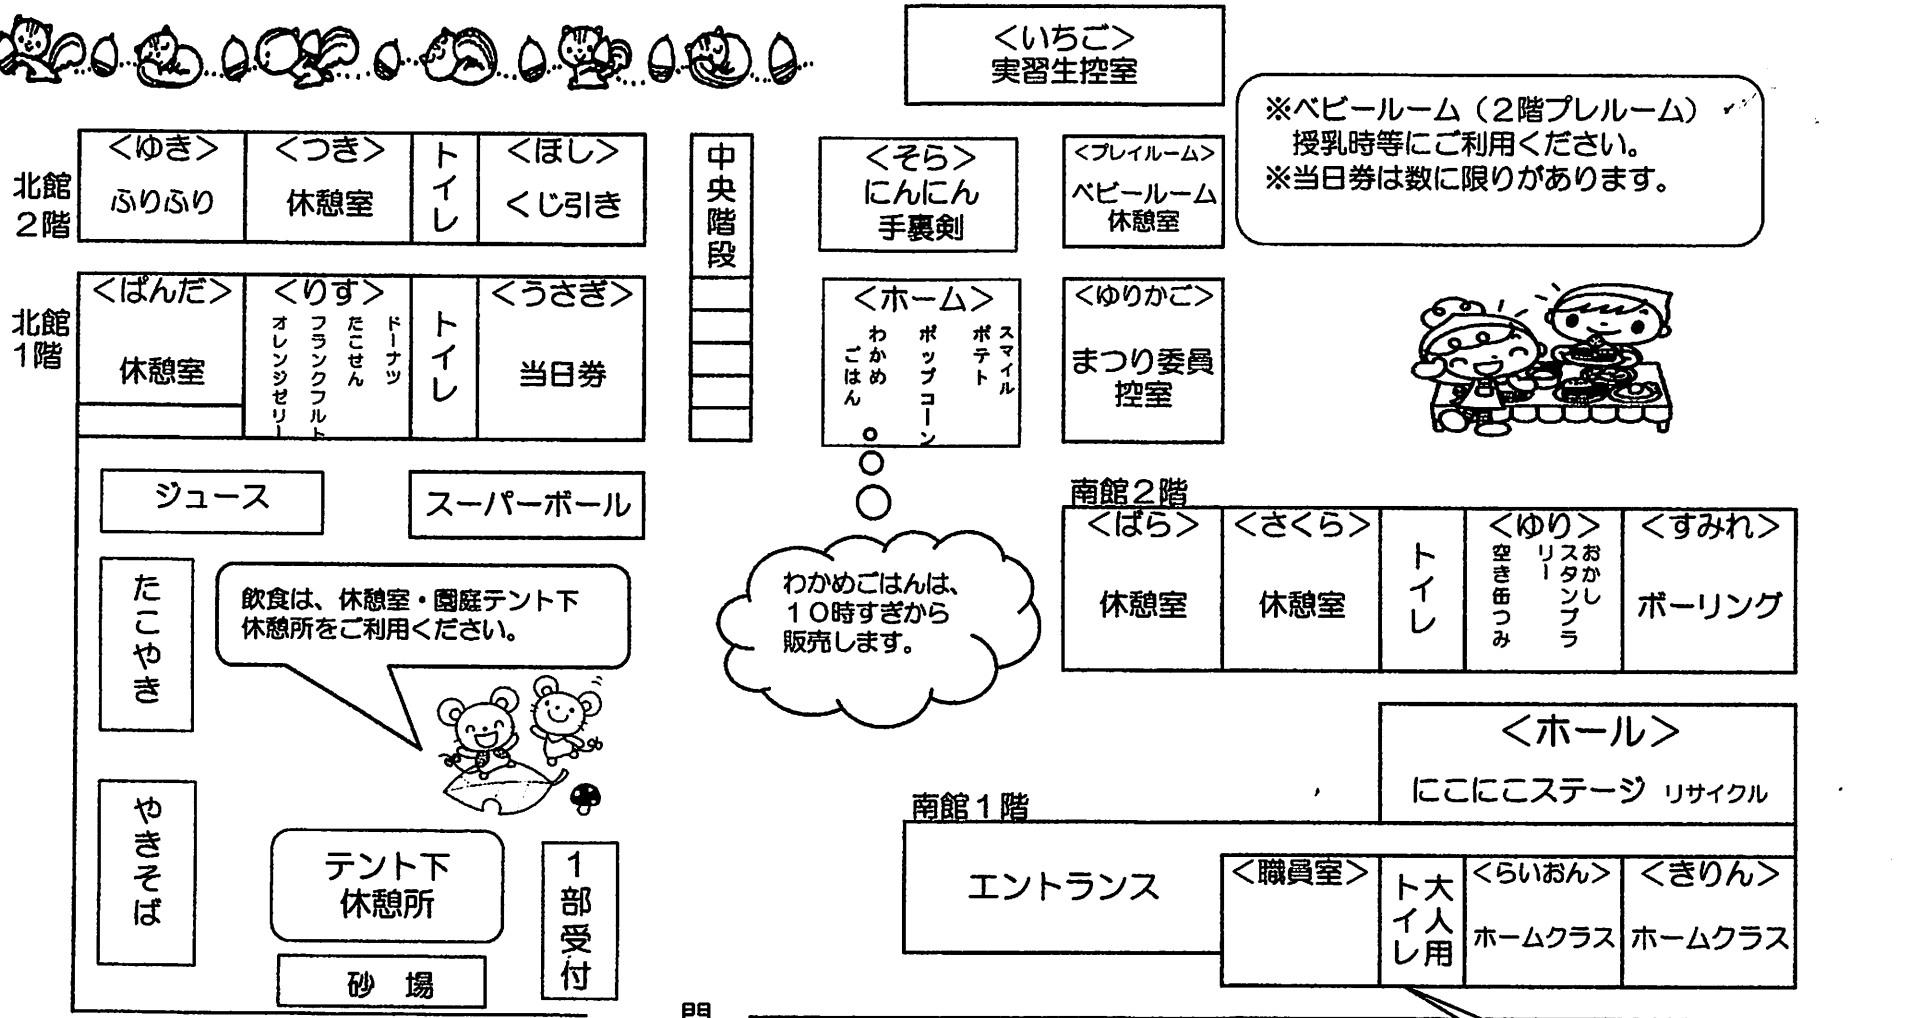 <いちご>
実習生控室
※ベビールーム（２階プレルーム）
授乳時等にご利用ください。
※当日券は数に限りがあります。
北館
２階
<ゆき>
ふりふり
<つき>
休憩室
トイレ
<ほし>
くじ引き
中央階段
<そら>
にんにん
手裏剣
<プレイルーム>
ベビールーム
休憩室
北館
１階
<ぱんだ>
休憩室
<りす>
ドーナツ
たこせん
フランクフルト
オレンジゼリー
トイレ
<うさぎ>
当日券
<ホーム>
スマイル
ポテト
ポップコーン
わかめ
ごはん
<ゆりかご>
まつり委員
控室
ジュース
スーパーボール
たこやき
飲食は、休憩室・園庭テント下
休憩所をご利用ください。
わかめごはんは、
１０時すぎから
販売します。
南館２階
<ばら>
休憩室
<さくら>
休憩室
トイレ
<ゆり>
おかし
スタンプラ
リー
空き缶つみ
<すみれ>
ボーリング
<ホール>
にこにこステージ リサイクル
やきそば
テント下
休憩所
１部受付
砂　場
南館１階
エントランス
<職員室>
大人用
トイレ
<らいおん>
ホームクラス
<きりん>
ホームクラス
門